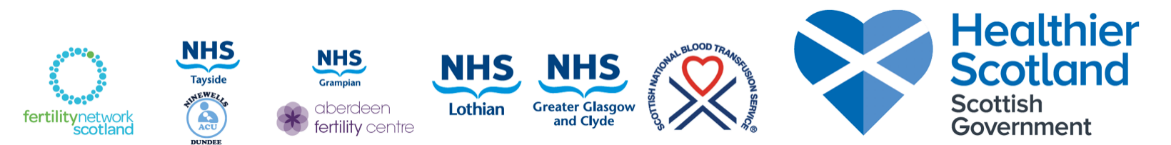 fertilitynetwork
scotland
NHS
Tayside
NINEWELLS
ACU
DUNDEE
NHS
Grampian
aberdeen
fertility centre
NHS
Lothian
NHS
Greater Glasgow
and Clyde
SCOTTISH NATIONAL BLOOD TRANSFUSION SERVICE®
Healthier
Scotland
Scottish
Government